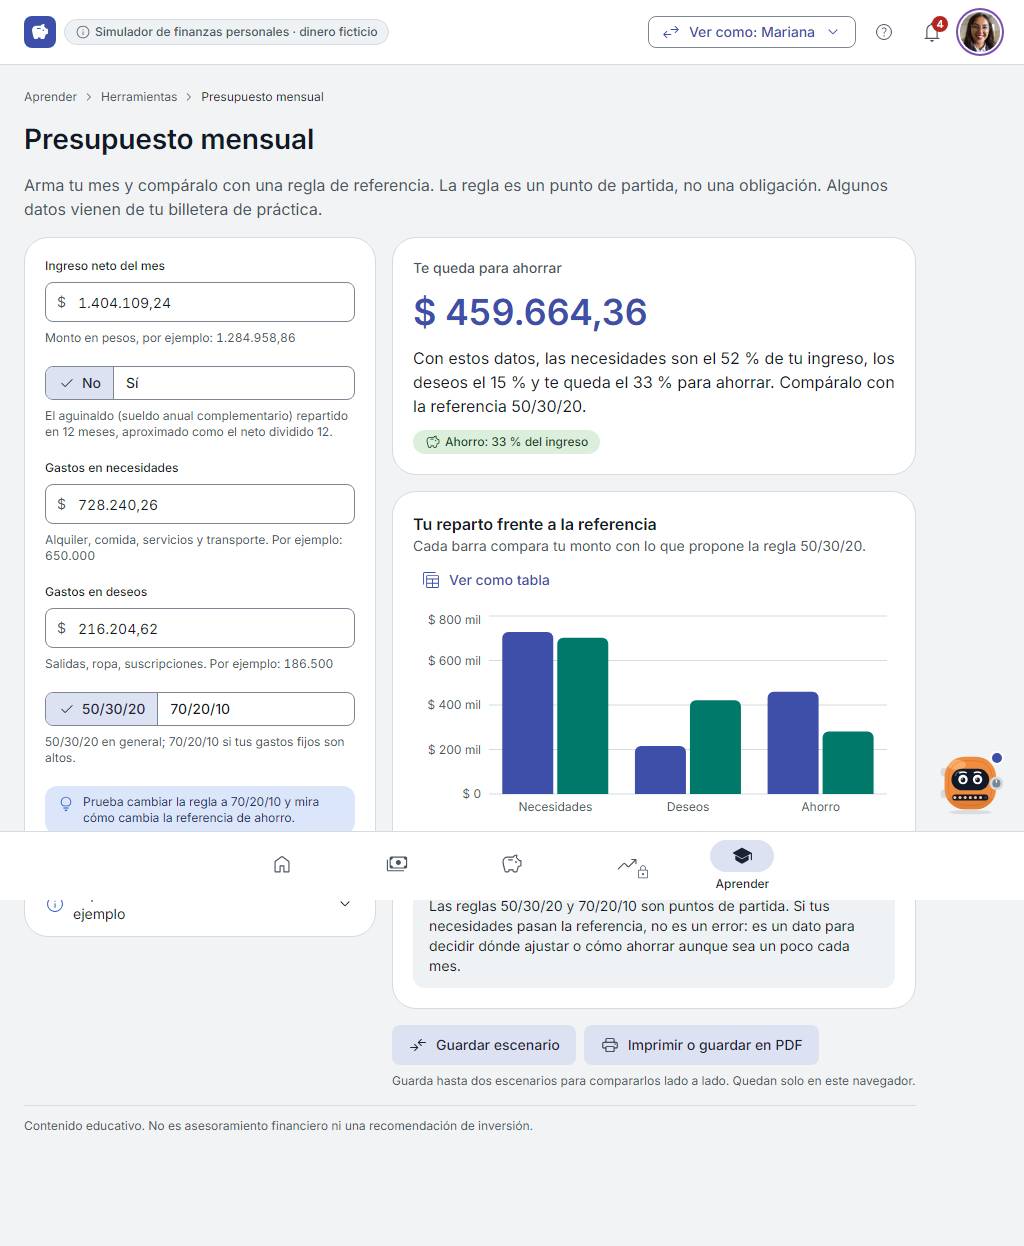 Simulador de finanzas personales · dinero ficticio
Ver como: Mariana
4
Aprender > Herramientas > Presupuesto mensual
Presupuesto mensual
Arma tu mes y compáralo con una regla de referencia. La regla es un punto de partida, no una obligación. Algunos
datos vienen de tu billetera de práctica.
Ingreso neto del mes
$ 1.404.109,24
Monto en pesos, por ejemplo: 1.284.958,86
No
Sí
El aguinaldo (sueldo anual complementario) repartido
en 12 meses, aproximado como el neto dividido 12.
Gastos en necesidades
$ 728.240,26
Alquiler, comida, servicios y transporte. Por ejemplo:
650.000
Gastos en deseos
$ 216.204,62
Salidas, ropa, suscripciones. Por ejemplo: 186.500
50/30/20
70/20/10
50/30/20 en general; 70/20/10 si tus gastos fijos son
altos.
Prueba cambiar la regla a 70/20/10 y mira
cómo cambia la referencia de ahorro.
ejemplo
Te queda para ahorrar
$ 459.664,36
Con estos datos, las necesidades son el 52 % de tu ingreso, los
deseos el 15 % y te queda el 33 % para ahorrar. Compáralo con
la referencia 50/30/20.
Ahorro: 33 % del ingreso
Tu reparto frente a la referencia
Cada barra compara tu monto con lo que propone la regla 50/30/20.
Ver como tabla
$ 800 mil
$ 600 mil
$ 400 mil
$ 200 mil
$ 0
Necesidades
Deseos
Ahorro
Las reglas 50/30/20 y 70/20/10 son puntos de partida. Si tus
necesidades pasan la referencia, no es un error: es un dato para
decidir dónde ajustar o cómo ahorrar aunque sea un poco cada
mes.
Aprender
Guardar escenario
Imprimir o guardar en PDF
Guarda hasta dos escenarios para compararlos lado a lado. Quedan solo en este navegador.
Contenido educativo. No es asesoramiento financiero ni una recomendación de inversión.